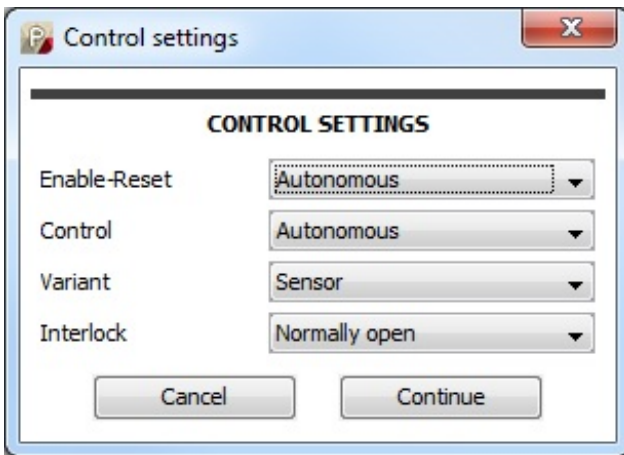 Control settings
CONTROL SETTINGS
Enable-Reset Autonomous
Control Autonomous
Variant Sensor
Interlock Normally open
Cancel Continue